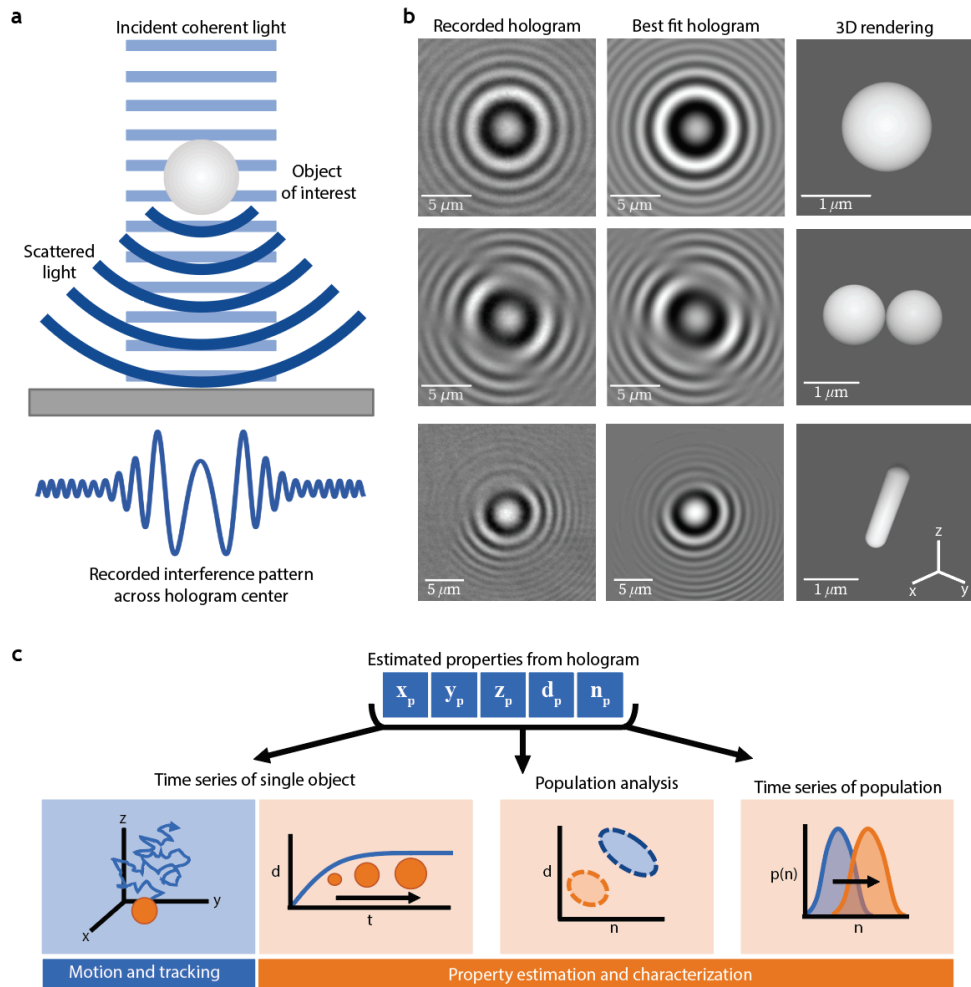 a
Incident coherent light
Object
of interest
Scattered
light
Recorded interference pattern
across hologram center
b
Recorded hologram
Best fit hologram
3D rendering
5 μm
5 μm
1 μm
5 μm
5 μm
1 μm
5 μm
5 μm
1 μm
z
x
y
c
Estimated properties from hologram
xp yp zp dp np
Time series of single object
Population analysis
Time series of population
z
y
x
d
t
d
n
p(n)
n
Motion and tracking
Property estimation and characterization